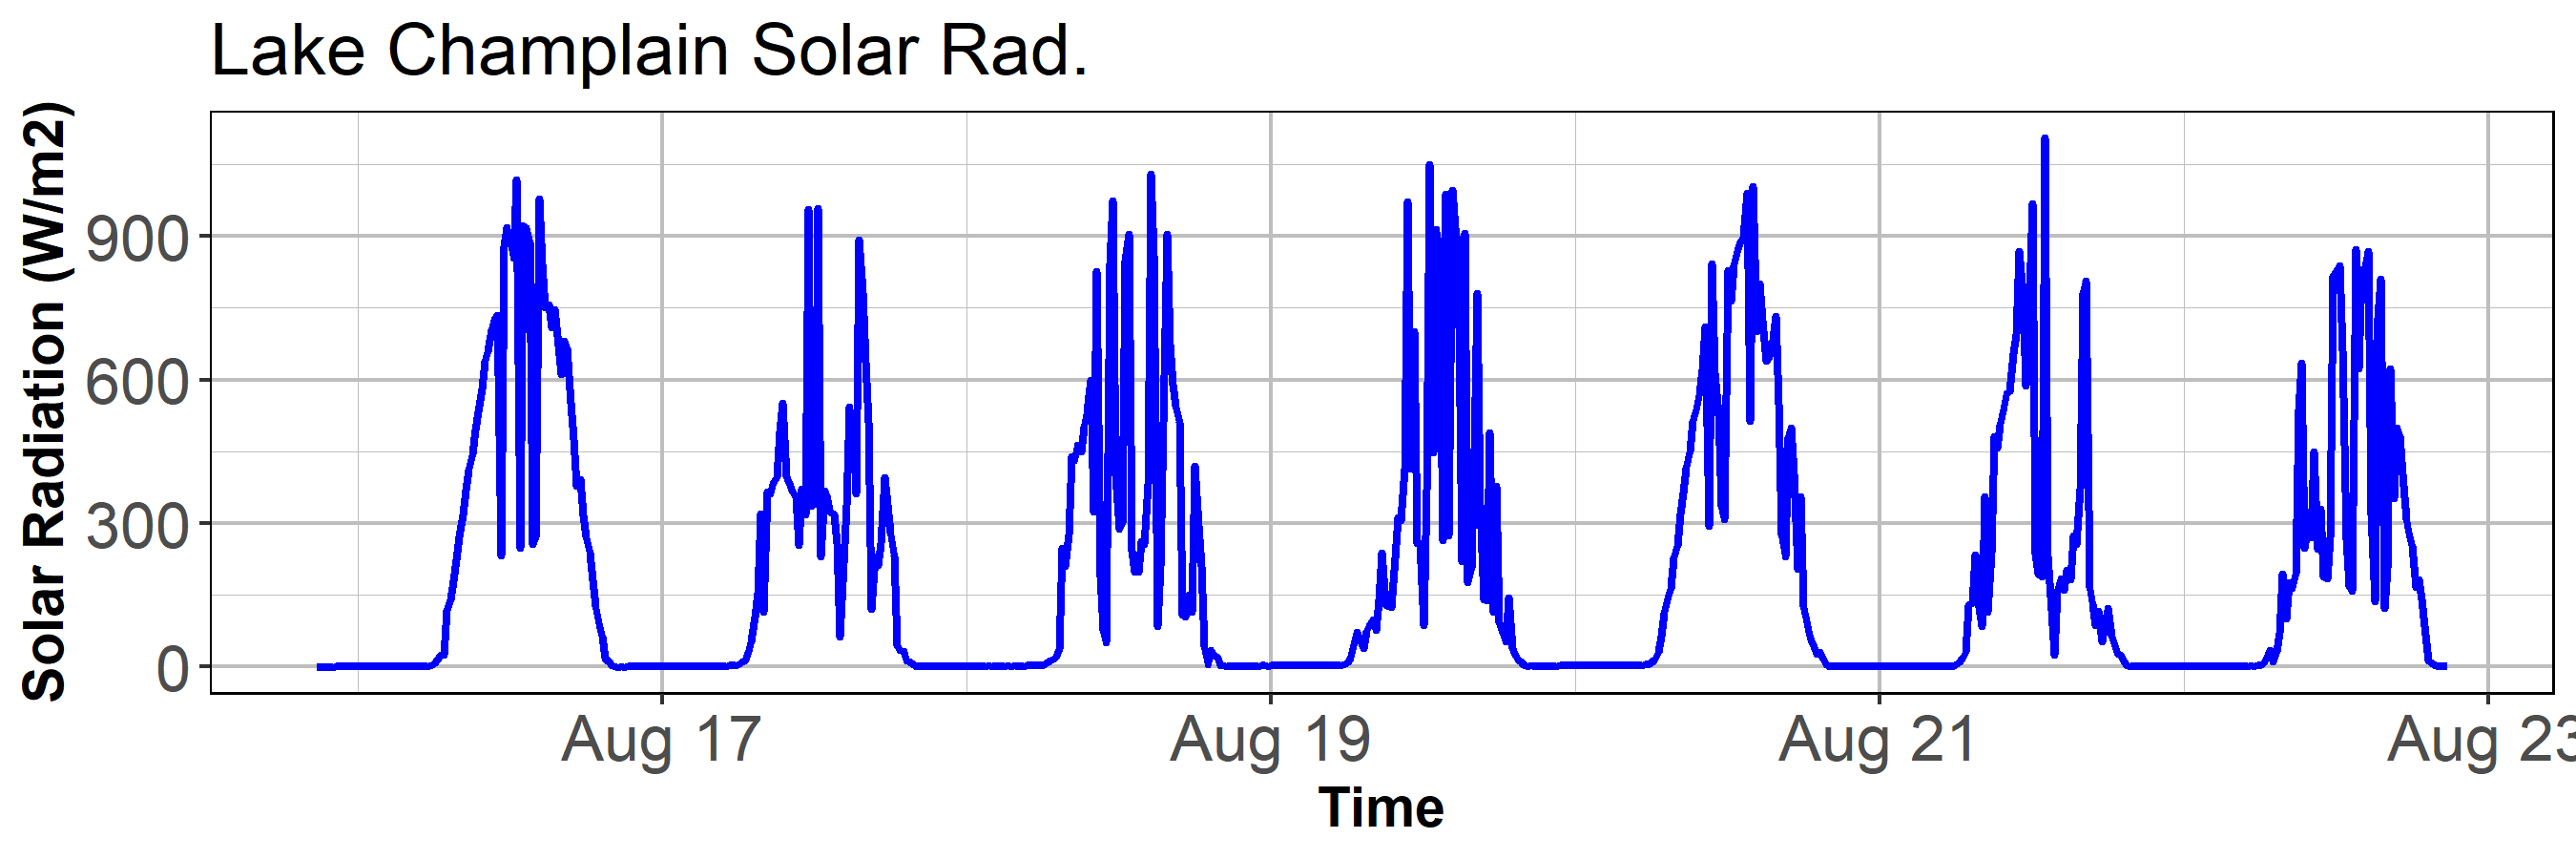 Lake Champlain Solar Rad.
Solar Radiation (W/m2)
900
600
300
0
Aug 17 Aug 19 Aug 21 Aug 23
Time